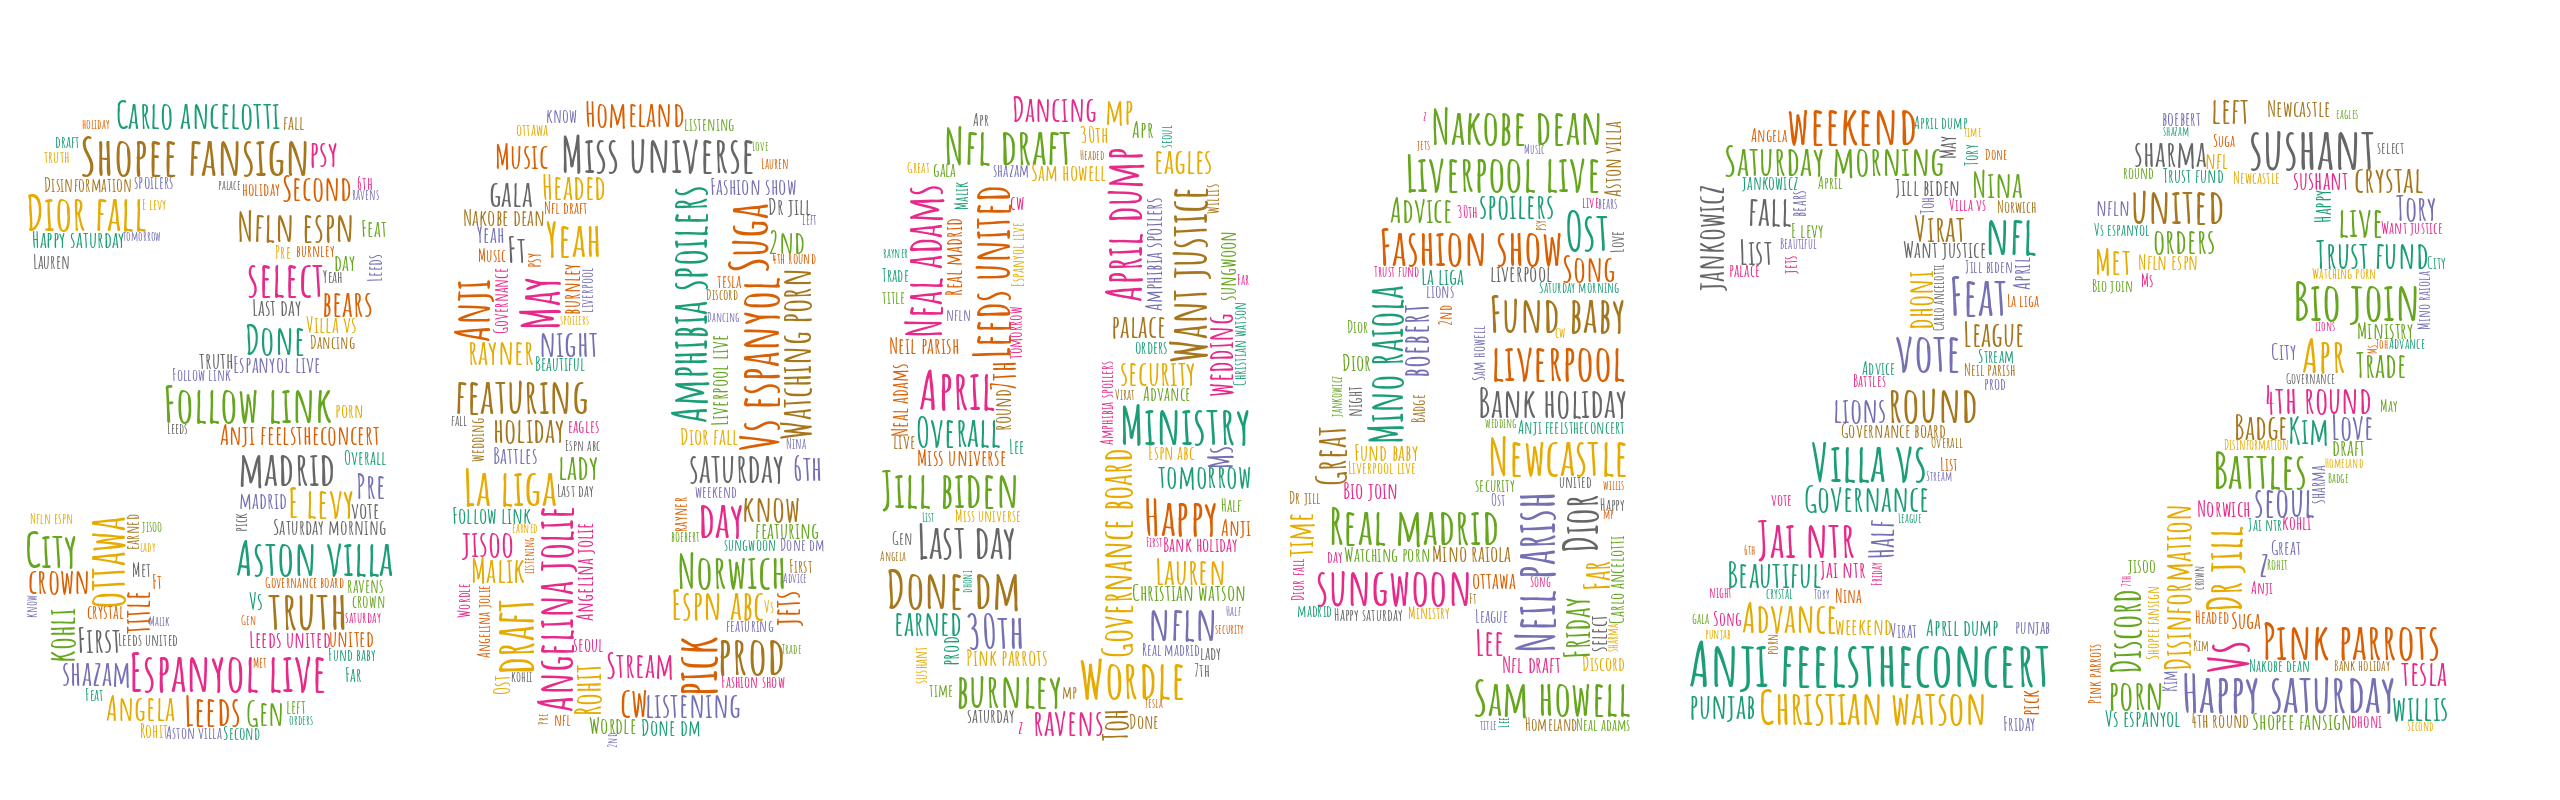 Carlo ancelotti
holiday
fall
draft
truth
Shopee fansign
psy
Disinformation
spoilers
palace
holiday
Second
6th
ravens
Dior fall
E levy
Happy saturday
tomorrow
Lauren
Nfln espn
Feat
Pre
burnley
select
day
Yeah
Leeds
Last day
bears
Done
Villa vs
Dancing
truth
Espanyol live
Follow link
Follow link
porn
Leeds
Anji feelstheconcert
madrid
Overall
madrid
E levy
Pre
vote
pick
Saturday morning
Nfln espn
Ottawa
earned
jisoo
lady
City
crown
Met
Ft
Aston villa
Governance board
ravens
crown
know
Kohli
crystal
title
Malik
Vs
truth
Gen
saturday
First
Leeds united
Leeds united
united
Fund baby
shazam
Espanyol live
met
Far
Feat
Angela
Leeds
Gen
left
orders
Rohit
Aston villa
Second
know
Homeland
ottawa
listening
Music
Miss universe
love
Lauren
gala
Headed
Fashion show
Nakobe dean
Nfl draft
Dr jill
left
Yeah
Ft
Yeah
Music
psy
Amphibia spoilers
Suga
2nd
4th round
Anji
Governance
May
burnley
liverpool
spoilers
tesla
Discord
Dancing
Vs espanyol
Watching porn
rayner
night
Beautiful
Liverpool live
featuring
fall
wedding
holiday
eagles
Espn abc
Battles
Dior fall
nina
La liga
lady
Last day
saturday
6th
weekend
Follow link
earned
jisoo
listening
Malik
Angelina jolie
Angelina jolie
rayner
boebert
day
know
featuring
sungwoon
Done dm
Wordle
Angelina jolie
draft
Norwich
First
advice
Espn abc
Vs
jets
featuring
Ost
kohli
seoul
Rohit
Stream
pick
prod
trade
Fashion show
pre
nfl
cw
listening
Wordle
Done dm
2nd
Dancing
MP
Apr
Nfl draft
30th
Apr
seoul
Headed
great
gala
shazam
Sam howell
eagles
April dump
Neal adams
Malik
Leeds united
cw
Want justice
willis
rayner
Real madrid
Espanyol live
Amphibia spoilers
sungwoon
Trade
title
nfln
tomorrow
Far
Neil parish
palace
orders
wedding
Christian watson
Neal adams
April
7th
round
Amphibia spoilers
security
Virat
Advance
live
Overall
Lee
Miss universe
Ministry
Governance board
Espn abc
Ms
tomorrow
Jill biden
list
Miss universe
Happy
Half
Anji
First
Bank holiday
Gen
Angela
Last day
Lauren
Christian watson
Done dm
dhoni
nfln
Half
security
earned
30th
Real madrid
lady
7th
sushant
prod
Pink parrots
time
burnley
MP
Wordle
tesla
saturday
z
ravens
Toh
Done
z
Nakobe dean
jets
Music
Aston villa
Liverpool live
Advice
30th
spoilers
live
bears
psy
Fashion show
Ost
Love
Trust fund
La liga
liverpool
Song
Saturday morning
Mino raiola
lions
boebert
2nd
Fund baby
cw
Dior
Dior
Sam howell
liverpool
jankowicz
night
badge
Bank holiday
wedding
Anji feelstheconcert
Great
Fund baby
Liverpool live
Newcastle
Bio join
security
Ost
united
willis
Dr jill
time
Real madrid
Neil parish
Dior
Happy
MP
day
Watching porn
Mino raiola
Carlo ancelotti
Dior fall
sungwoon
ottawa
Ft
song
far
madrid
Happy saturday
Ministry
League
Lee
Friday
select
sharma
Nfl draft
Discord
Sam howell
title
Lee
Homeland
Neal adams
Angela
weekend
April dump
time
Saturday morning
May
Tory
Done
jankowicz
Jankowicz
April
Jill biden
Nina
fall
bears
Toh
Villa vs
Norwich
E levy
Virat
Want justice
nfl
List
Beautiful
palace
jets
Jill biden
dhoni
Carlo ancelotti
April
Feat
La liga
League
vote
Stream
Advice
Battles
Neil parish
prod
lions
round
Governance board
Overall
Villa vs
List
Stream
vote
Governance
League
Jai ntr
6th
Half
Beautiful
Jai ntr
Friday
night
crystal
Tory
Nina
gala
Song
punjab
Advance
porn
weekend
Virat
April dump
punjab
Anji feelstheconcert
punjab
Christian watson
pick
Friday
left
Newcastle
eagles
boebert
shazam
Suga
sushant
select
sharma
nfl
round
Trust fund
Newcastle
sushant
crystal
nfln
united
Happy
Tory
Vs espanyol
orders
live
Want justice
Met
Nfln espn
Trust fund
City
Bio join
Ms
Watching porn
Bio join
Mino raiola
lions
Ministry
City
Apr
Ms
Toh
Advance
Trade
Governance
4th round
May
Badge
Kim
Love
Disinformation
draft
Homeland
Battles
sharma
badge
Norwich
seoul
Jai ntr
kohli
Disinformation
Dr jill
Great
z
Rohit
jisoo
7th
crown
Anji
Discord
Shopee fansign
Headed
Suga
Kim
Vs
Pink parrots
Pink parrots
Nakobe dean
Bank holiday
tesla
porn
Kim
Happy saturday
willis
Vs espanyol
4th round
Shopee fansign
dhoni
second